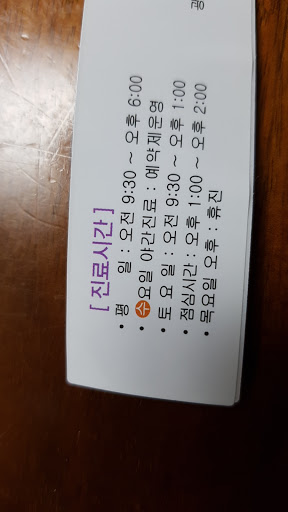 [ 진료시간 ]
• 평 일 : 오전 9:30 ~ 오후 6:00
• 수요일 야간진료 : 예약제운영
• 토 요 일 : 오전 9:30 ~ 오후 1:00
• 점심시간 : 오후 1:00 ~ 오후 2:00
• 목요일 오후 : 휴진